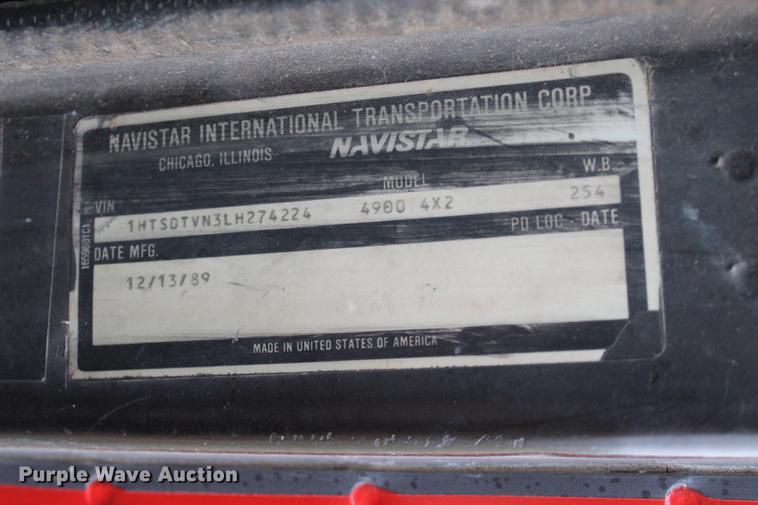 NAVISTAR INTERNATIONAL TRANSPORTATION CORP
CHICAGO, ILLINOIS NAVISTAR
VIN MODEL W.B.
1HTSDTVN3LH274224 4900 4X2 254
DATE MFG. PD LOC - DATE
12/13/89
MADE IN UNITED STATES OF AMERICA
1659601C1
Purple Wave Auction